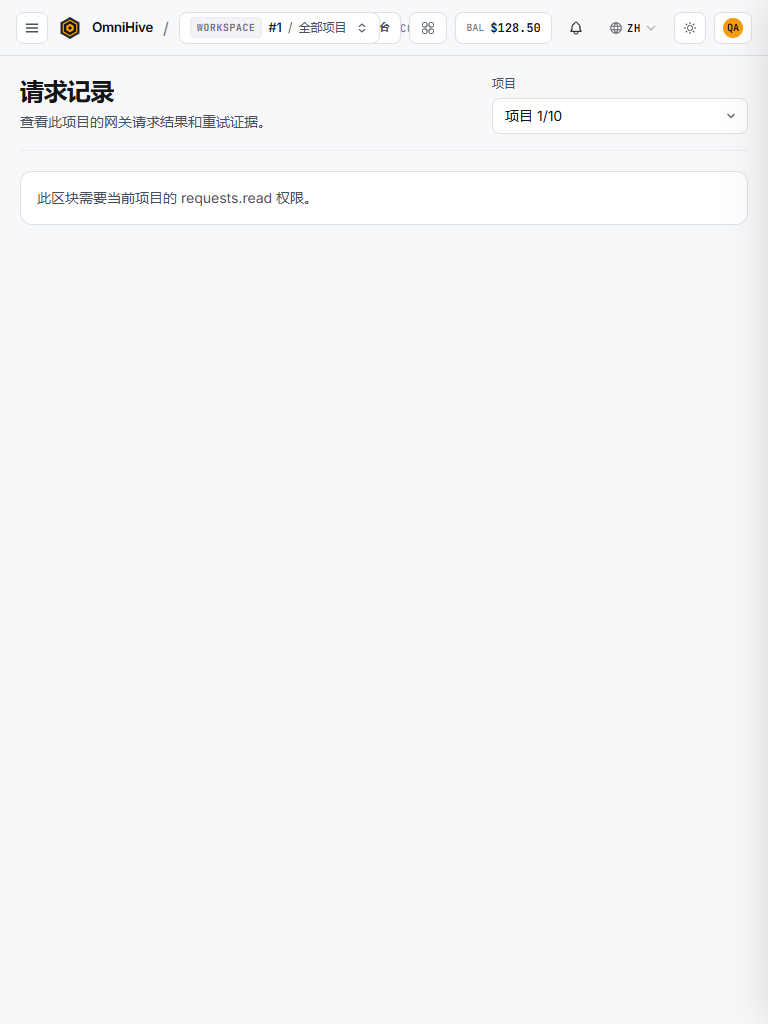 OmniHive / WORKSPACE #1 / 全部项目 BAL $128.50 ZH QA
请求记录
查看此项目的网关请求结果和重试证据。
项目
项目 1/10
此区块需要当前项目的 requests.read 权限。